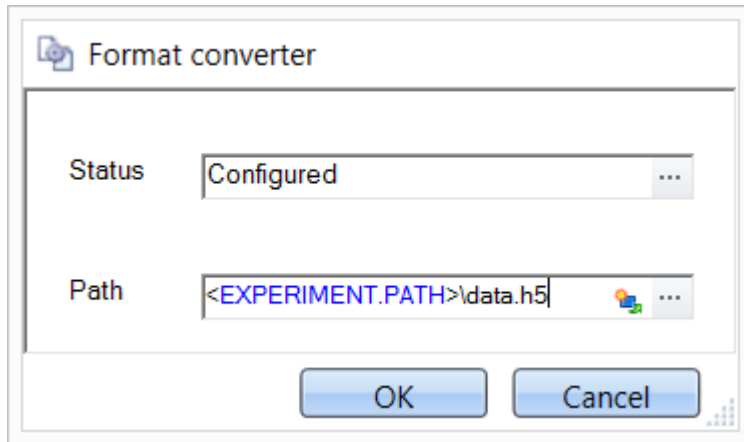 Format converter
Status Configured ...
Path <EXPERIMENT.PATH>\data.h5 ...
OK Cancel